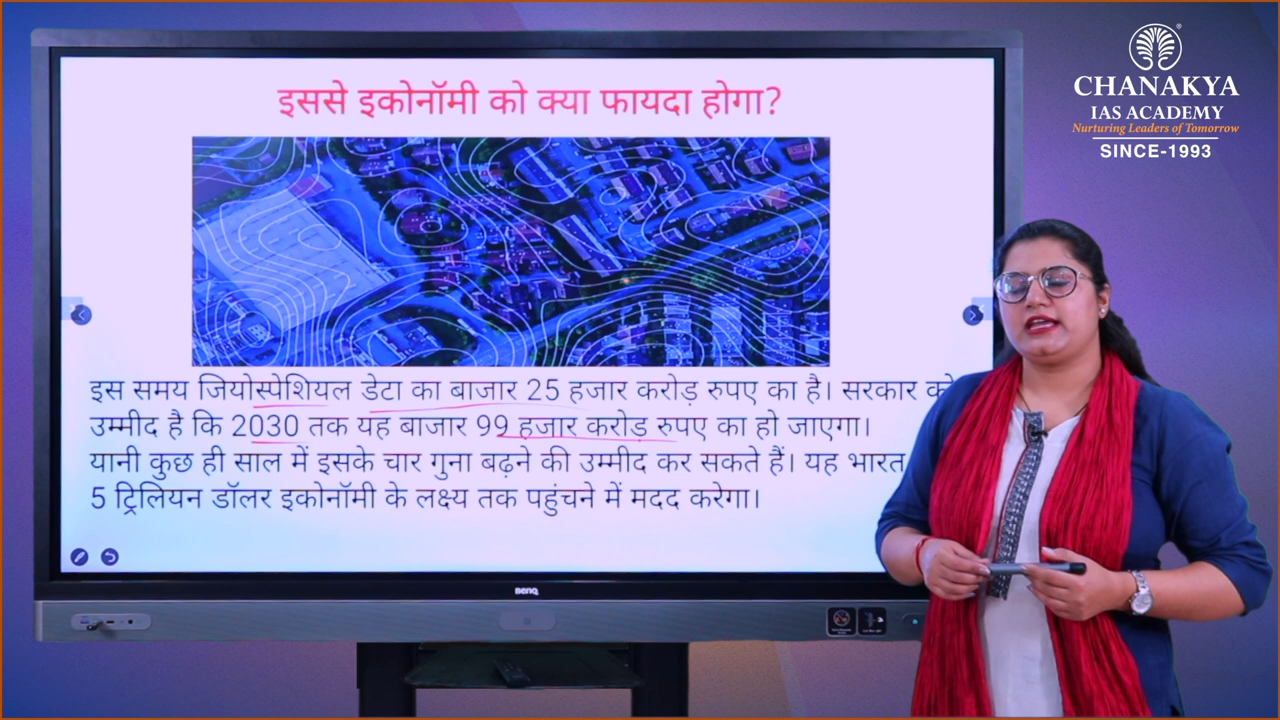 इससे इकोनॉमी को क्या फायदा होगा?
CHANAKYA
IAS ACADEMY
Nurturing Leaders of Tomorrow
SINCE-1993
इस समय जियोस्पेशियल डेटा का बाजार 25 हजार करोड़ रुपए का है। सरकार को
उम्मीद है कि 2030 तक यह बाजार 99 हजार करोड़ रुपए का हो जाएगा।
यानी कुछ ही साल में इसके चार गुना बढ़ने की उम्मीद कर सकते हैं। यह भारत
5 ट्रिलियन डॉलर इकोनॉमी के लक्ष्य तक पहुंचने में मदद करेगा।
BenQ